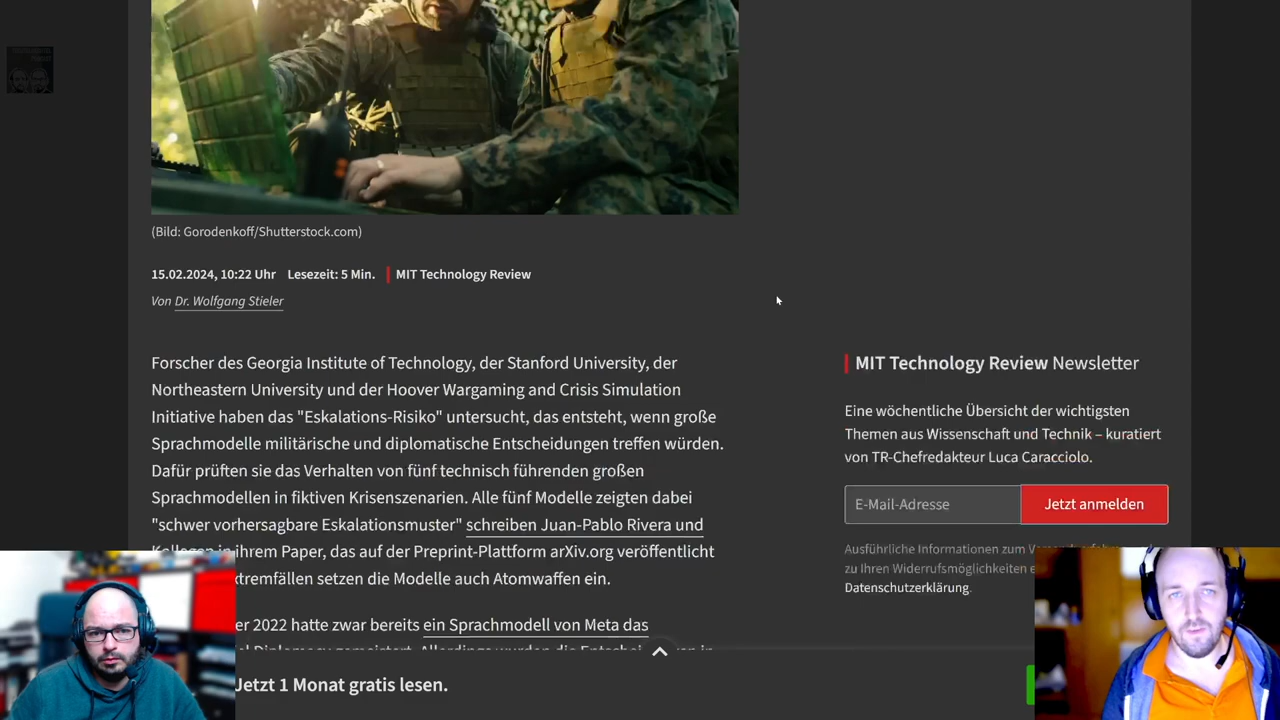 (Bild: Gorodenkoff/Shutterstock.com)
15.02.2024, 10:22 Uhr Lesezeit: 5 Min. MIT Technology Review
Von Dr. Wolfgang Stieler
Forscher des Georgia Institute of Technology, der Stanford University, der
Northeastern University und der Hoover Wargaming and Crisis Simulation
Initiative haben das "Eskalations-Risiko" untersucht, das entsteht, wenn große
Sprachmodelle militärische und diplomatische Entscheidungen treffen würden.
Dafür prüften sie das Verhalten von fünf technisch führenden großen
Sprachmodellen in fiktiven Krisenszenarien. Alle fünf Modelle zeigten dabei
"schwer vorhersagbare Eskalationsmuster" schreiben Juan-Pablo Rivera und
in ihrem Paper, das auf der Preprint-Plattform arXiv.org veröffentlicht
setzen die Modelle auch Atomwaffen ein.
2022 hatte zwar bereits ein Sprachmodell von Meta das
Jetzt 1 Monat gratis lesen.
MIT Technology Review Newsletter
Eine wöchentliche Übersicht der wichtigsten
Themen aus Wissenschaft und Technik – kuratiert
von TR-Chefredakteur Luca Caracciolo.
E-Mail-Adresse Jetzt anmelden
Ausführliche Informationen zum
zu Ihren Widerrufsmöglichkeiten
Datenschutzerklärung.